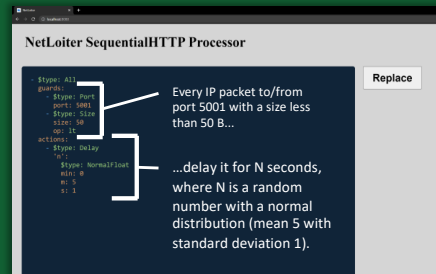 NetLoiter SequentialHTTP Processor
- $type: All
guards:
- $type: Port
port: 5001
- $type: Size
size: 50
op: lt
actions:
- $type: Delay
'n':
$type: NormalFloat
min: 0
m: 5
s: 1
Every IP packet to/from
port 5001 with a size less
than 50 B...
...delay it for N seconds,
where N is a random
number with a normal
distribution (mean 5 with
standard deviation 1).
Replace